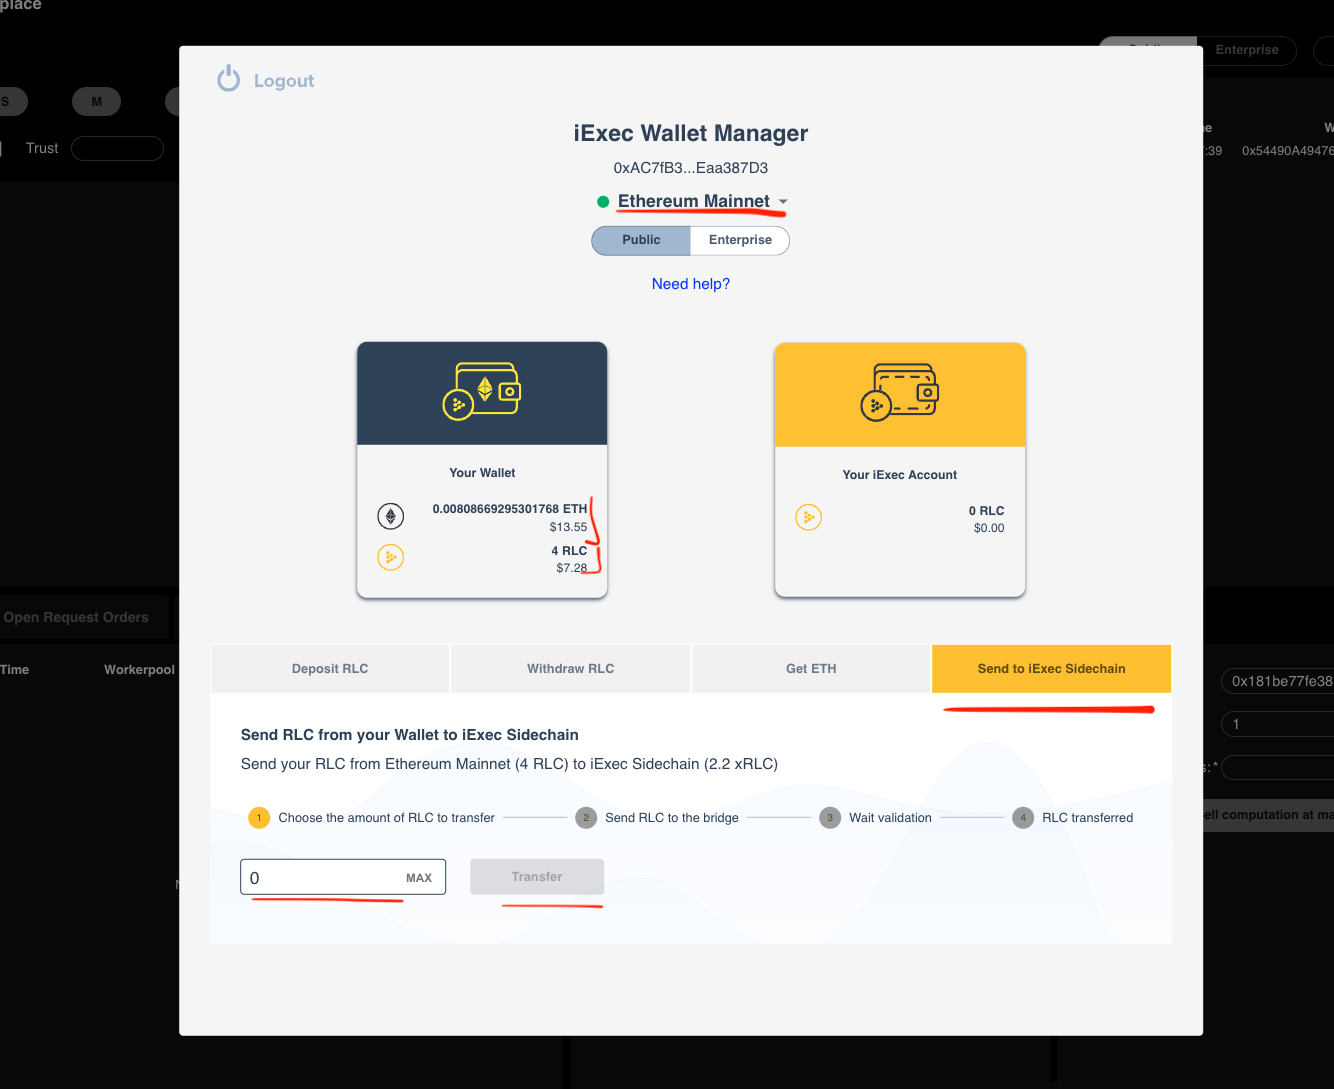 place
Enterprise
S
M
Trust
Logout
iExec Wallet Manager
0xAC7fB3...Eaa387D3
Ethereum Mainnet
Public
Enterprise
Need help?
:39
0x54490A49476
Your Wallet
0.00808669295301768 ETH
$13.55
4 RLC
$7.28
Your iExec Account
0 RLC
$0.00
Open Request Orders
Time
Workerpool
Deposit RLC
Withdraw RLC
Get ETH
Send to iExec Sidechain
Send RLC from your Wallet to iExec Sidechain
Send your RLC from Ethereum Mainnet (4 RLC) to iExec Sidechain (2.2 xRLC)
1 Choose the amount of RLC to transfer
2 Send RLC to the bridge
3 Wait validation
4 RLC transferred
0
MAX
Transfer
0x181be77fe38
1
s:*
ell computation at ma